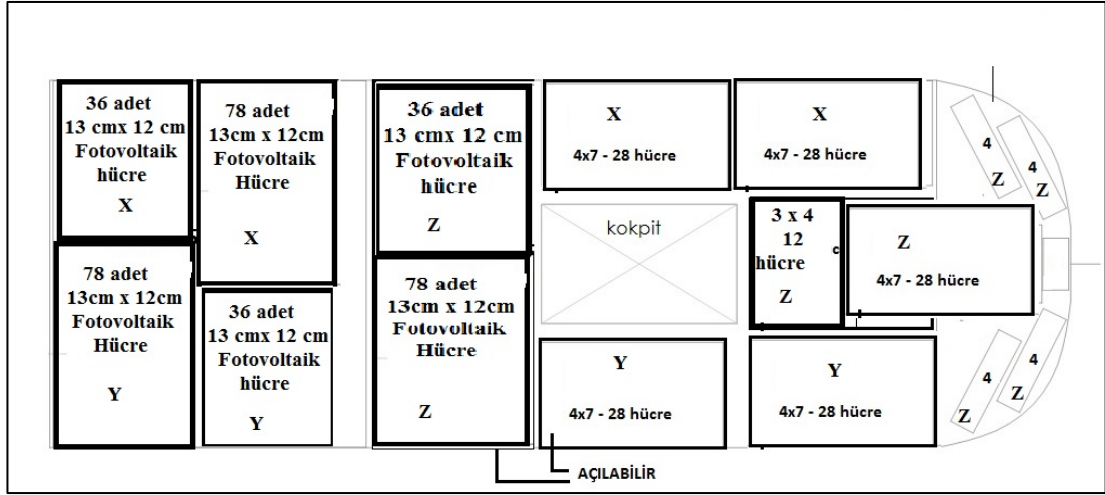 36 adet
13 cmx 12 cm
Fotovoltaik
hücre
X
78 adet
13cm x 12cm
Fotovoltaik
Hücre
X
36 adet
13 cmx 12 cm
Fotovoltaik
hücre
Z
X
4x7 - 28 hücre
X
4x7 - 28 hücre
4
Z
4
Z
kokpit
3 x 4
12
hücre
Z
c
Z
4x7 - 28 hücre
78 adet
13cm x 12cm
Fotovoltaik
Hücre
Y
36 adet
13 cmx 12 cm
Fotovoltaik
hücre
Y
78 adet
13cm x 12cm
Fotovoltaik
Hücre
Z
Y
4x7 - 28 hücre
Y
4x7 - 28 hücre
4
Z
4
Z
AÇILABİLİR